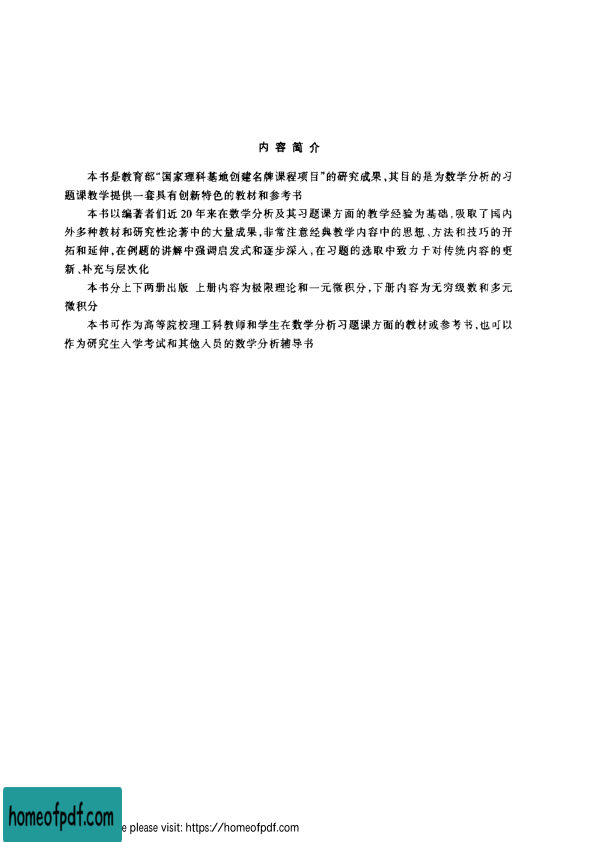 内 容 简 介
本书是教育部“国家理科基地创建名牌课程项目”的研究成果,其目的是为数学分析的习
题课教学提供一套具有创新特色的教材和参考书
本书以编著者们近 20 年来在数学分析及其习题课方面的教学经验为基础,吸取了国内
外多种教材和研究性论著中的大量成果,非常注意经典教学内容中的思想、方法和技巧的开
拓和延伸,在例题的讲解中强调启发式和逐步深入,在习题的选取中致力于对传统内容的更
新、补充与层次化
本书分上下两册出版 上册内容为极限理论和一元微积分,下册内容为无穷级数和多元
微积分
本书可作为高等院校理工科教师和学生在数学分析习题课方面的教材或参考书,也可以
作为研究生入学考试和其他人员的数学分析辅导书
homeofpdf.com
e please visit: https://homeofpdf.com